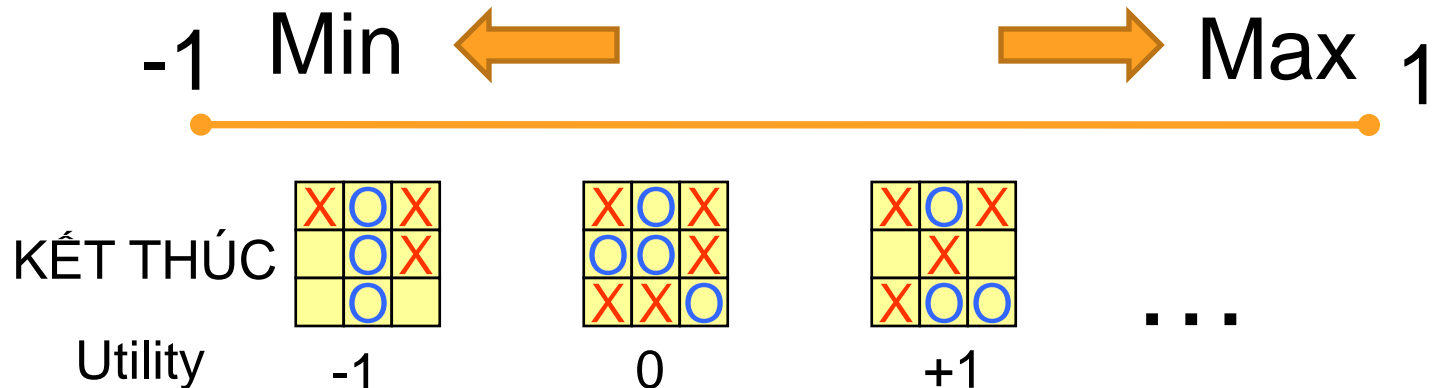 -1 Min Max 1
X O X X O X X O X
KẾT THÚC O X O O X X
O X X O X O O ...
Utility -1 0 +1